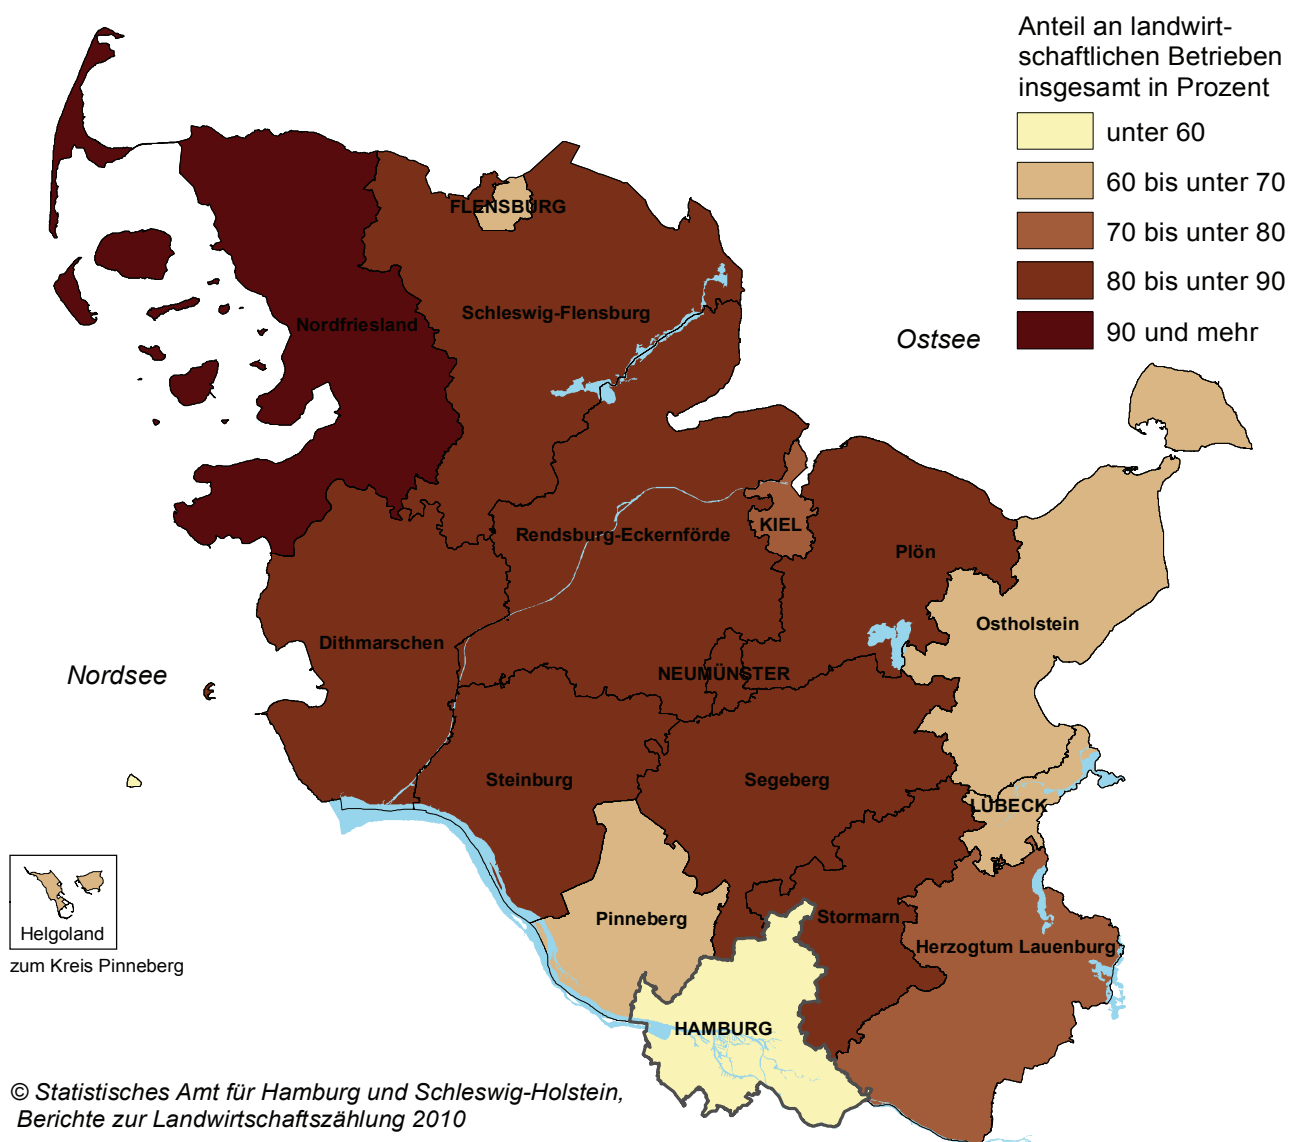 Anteil an landwirt-
schaftlichen Betrieben
insgesamt in Prozent
unter 60
60 bis unter 70
70 bis unter 80
80 bis unter 90
90 und mehr
FLENSBURG
Schleswig-Flensburg
Nordfriesland
Ostsee
KIEL
Rendsburg-Eckernförde
Plön
Ostholstein
Dithmarschen
Nordsee
NEUMÜNSTER
Steinburg
Segeberg
LÜBECK
Pinneberg
Stormarn
Helgoland
Herzogtum Lauenburg
zum Kreis Pinneberg
HAMBURG
© Statistisches Amt für Hamburg und Schleswig-Holstein,
Berichte zur Landwirtschaftszählung 2010